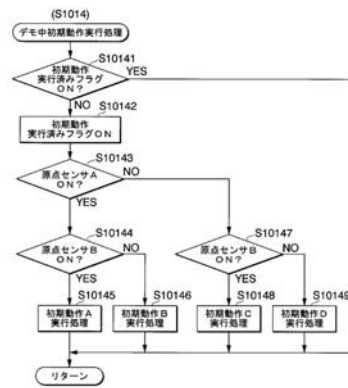 (S1014)
デモ中初期動作実行処理
S10141
初期動作
実行済みフラグ
ON?
YES
NO
S10142
初期動作
実行済みフラグON
S10143
原点センサA
ON?
NO
YES
S10144
原点センサB
ON?
NO
YES
S10147
原点センサB
ON?
NO
YES
S10145
初期動作A
実行処理
S10146
初期動作B
実行処理
S10148
初期動作C
実行処理
S10149
初期動作D
実行処理
リターン